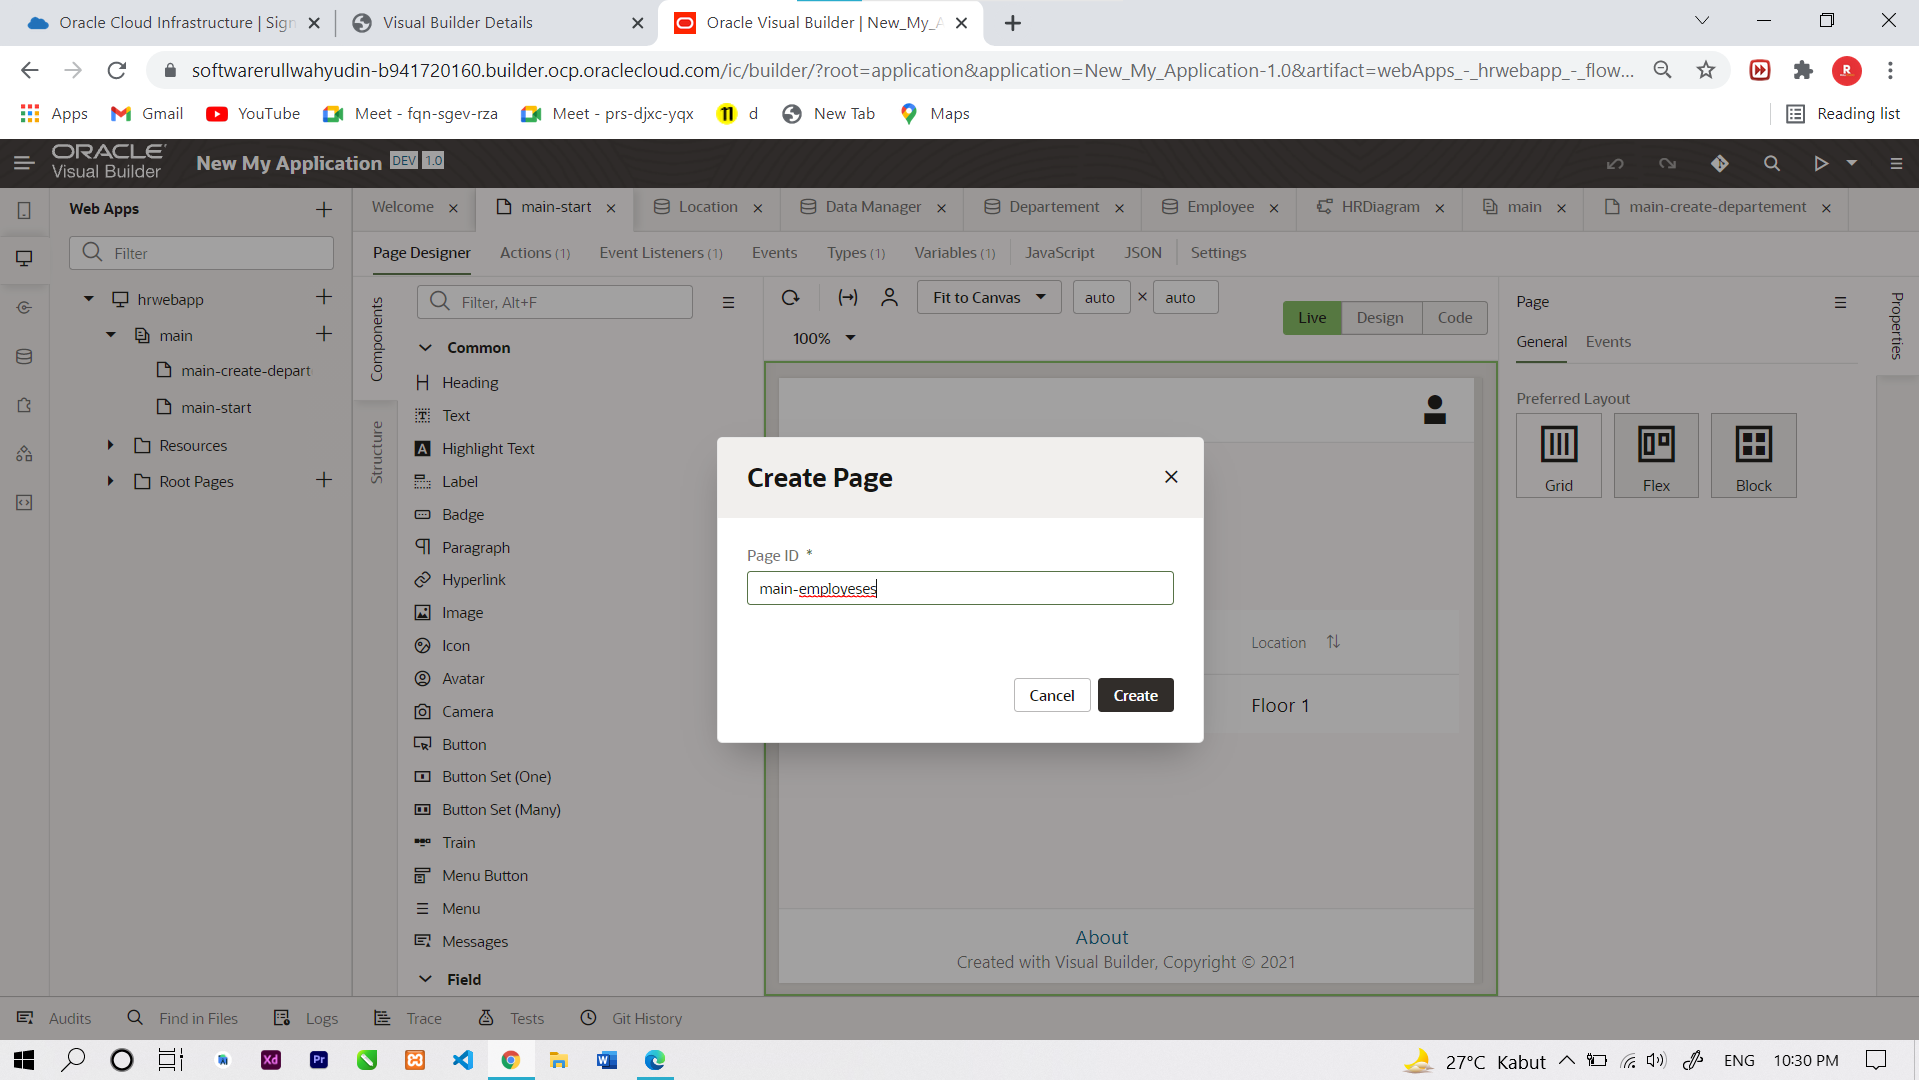 Oracle Cloud Infrastructure | Sign
Visual Builder Details
Oracle Visual Builder | New_My_A
softwarerullwahyudin-b941720160.builder.ocp.oraclecloud.com/ic/builder/?root=application&application=New_My_Application-1.0&artifact=webApps_-_hrwebapp_-_flow...
R
Apps
Gmail
YouTube
Meet - fqn-sgev-rza
Meet - prs-djxc-yqx
d
New Tab
Maps
Reading list
ORACLE
Visual Builder
New My Application DEV 1.0
Web Apps
Welcome
main-start
Location
Data Manager
Departement
Employee
HRDiagram
main
main-create-departement
Page Designer
Actions (1)
Event Listeners (1)
Events
Types (1)
Variables (1)
JavaScript
JSON
Settings
Filter
hrwebapp
main
main-create-depart
main-start
Resources
Root Pages
Components
Structure
Filter, Alt+F
Common
Heading
Text
Highlight Text
Label
Badge
Paragraph
Hyperlink
Image
Icon
Avatar
Camera
Button
Button Set (One)
Button Set (Many)
Train
Menu Button
Menu
Messages
Field
Fit to Canvas
auto × auto
100%
Live
Design
Code
Create Page
Page ID *
main-employeses
Cancel
Create
Location
Floor 1
About
Created with Visual Builder, Copyright © 2021
Page
General
Events
Preferred Layout
Grid
Flex
Block
Properties
Audits
Find in Files
Logs
Trace
Tests
Git History
Xd
Pr
27°C Kabut
ENG
10:30 PM